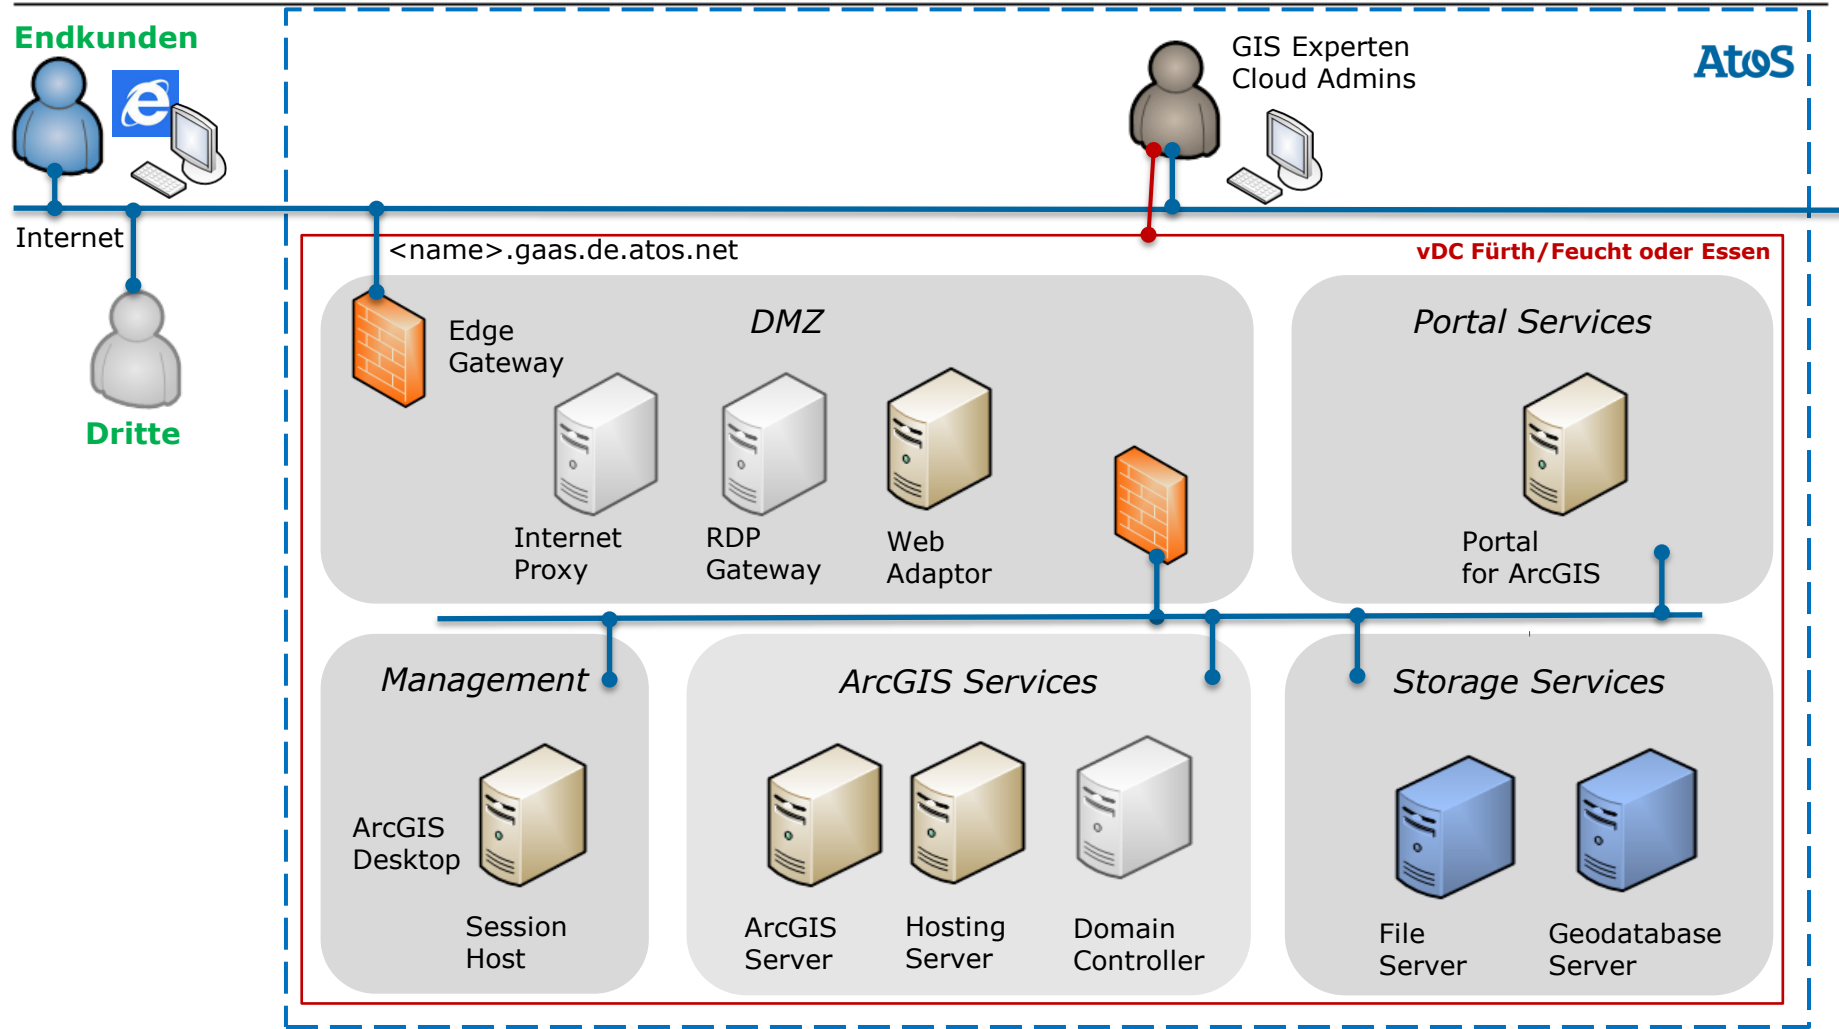 Endkunden
GIS Experten
Cloud Admins
Atos
Internet
<name>.gaas.de.atos.net
vDC Fürth/Feucht oder Essen
Edge
Gateway
DMZ
Portal Services
Dritte
Internet
Proxy
RDP
Gateway
Web
Adaptor
Portal
for ArcGIS
Management
ArcGIS Services
Storage Services
ArcGIS
Desktop
Session
Host
ArcGIS
Server
Hosting
Server
Domain
Controller
File
Server
Geodatabase
Server